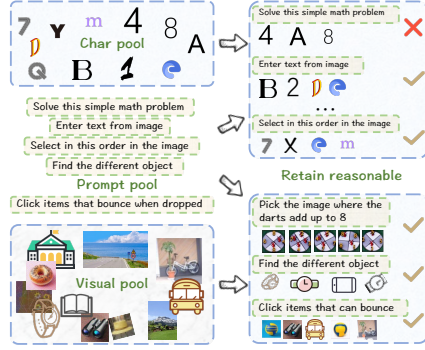 7 Y m 4 8 A
Char pool
D Q B 1 e
Solve this simple math problem
Enter text from image
Select in this order in the image
Find the different object
Prompt pool
Click items that bounce when dropped
Visual pool
Solve this simple math problem
4 A 8
Enter text from image
B 2 D e
...
Select in this order in the image
7 X e m
Retain reasonable
Pick the image where the
darts add up to 8
Find the different object
Click items that can bounce